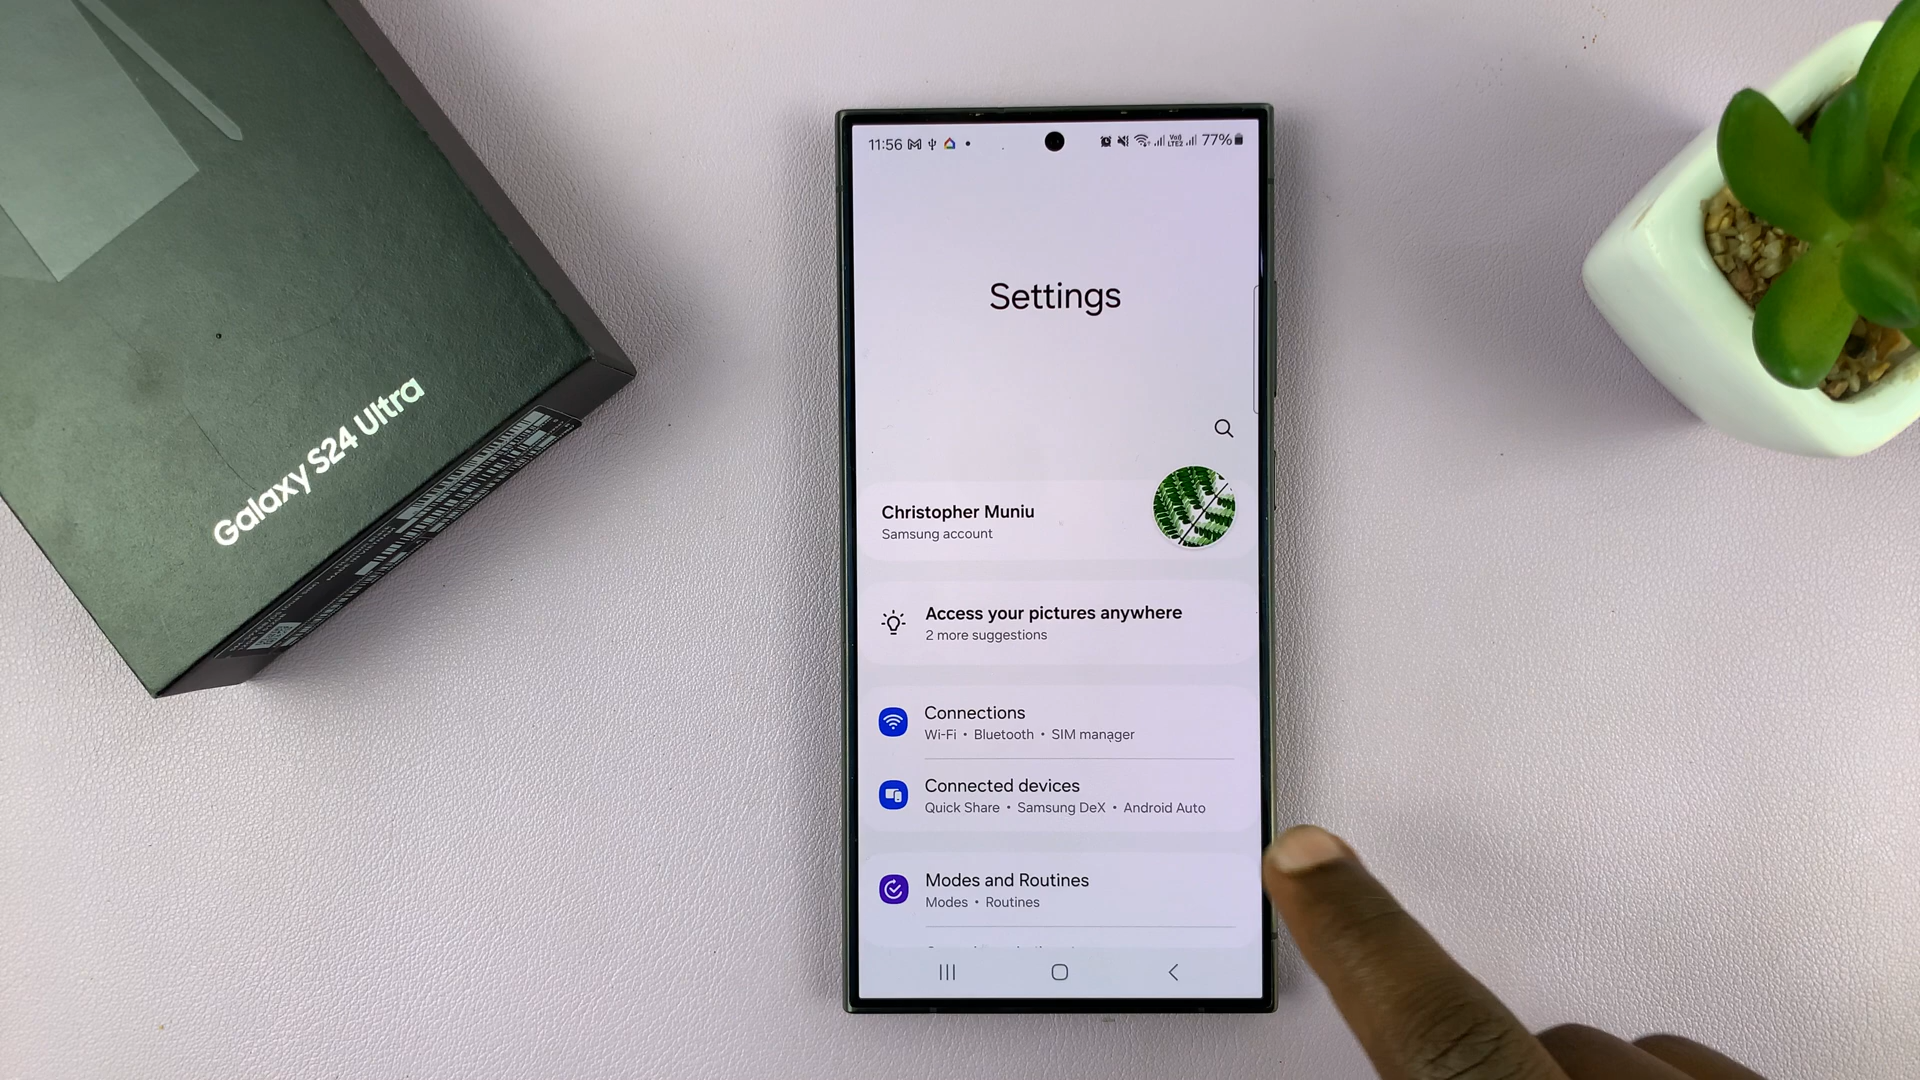 Galaxy S24 Ultra
11:56
77%
Settings
Christopher Muniu
Samsung account
Access your pictures anywhere
2 more suggestions
Connections
Wi-Fi • Bluetooth • SIM manager
Connected devices
Quick Share • Samsung DeX • Android Auto
Modes and Routines
Modes • Routines